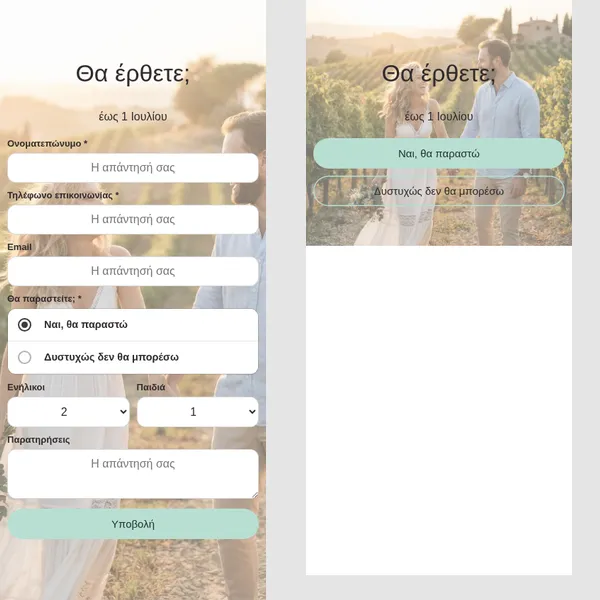 Θα έρθετε;
έως 1 Ιουλίου
Ονοματεπώνυμο *
Η απάντησή σας
Τηλέφωνο επικοινωνίας *
Η απάντησή σας
Email
Η απάντησή σας
Θα παραστείτε; *
Ναι, θα παραστώ
Δυστυχώς δεν θα μπορέσω
Ενήλικοι Παιδιά
2 1
Παρατηρήσεις
Η απάντησή σας
Υποβολή
Θα έρθετε;
έως 1 Ιουλίου
Ναι, θα παραστώ
Δυστυχώς δεν θα μπορέσω